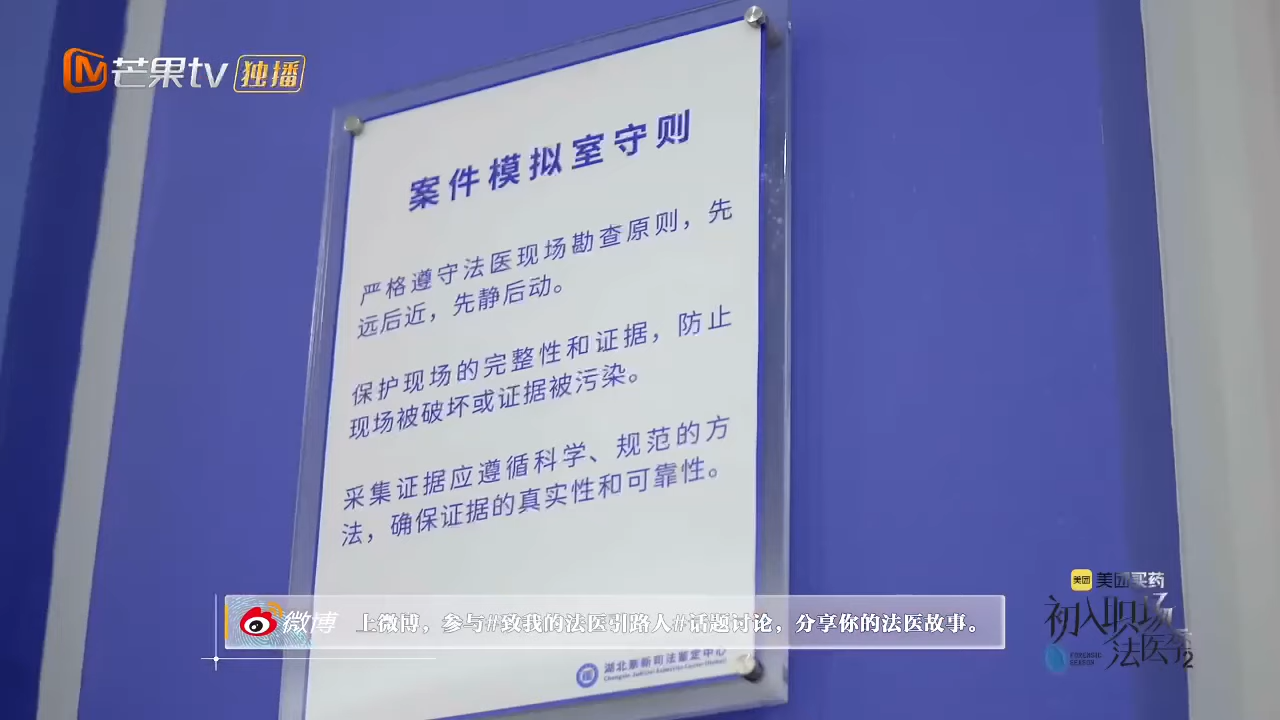 芒果tv 独播
案件模拟室守则
严格遵守法医现场勘查原则，先
远后近，先静后动。
保护现场的完整性和证据，防止
现场被破坏或证据被污染。
采集证据应遵循科学、规范的方
法，确保证据的真实性和可靠性。
美团 美团买药
初入职场
法医季2
FORENSIC
SEASON
微博 上微博，参与#致我的法医引路人#话题讨论，分享你的法医故事。
司法鉴定中心